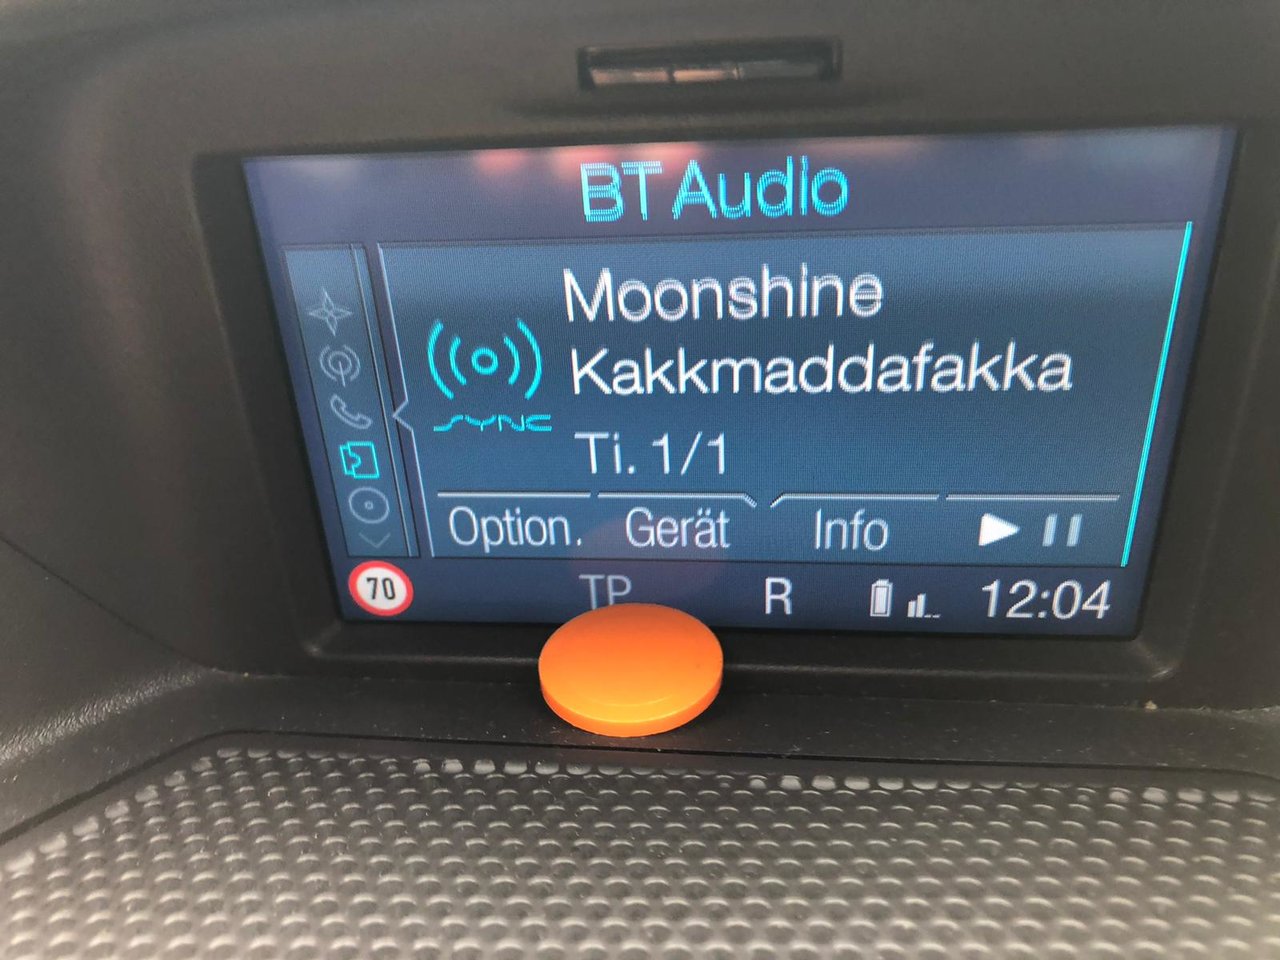 BT Audio
Moonshine
Kakkmaddafakka
SYNC
Ti. 1/1
Option. Gerät Info
70 TP R 12:04